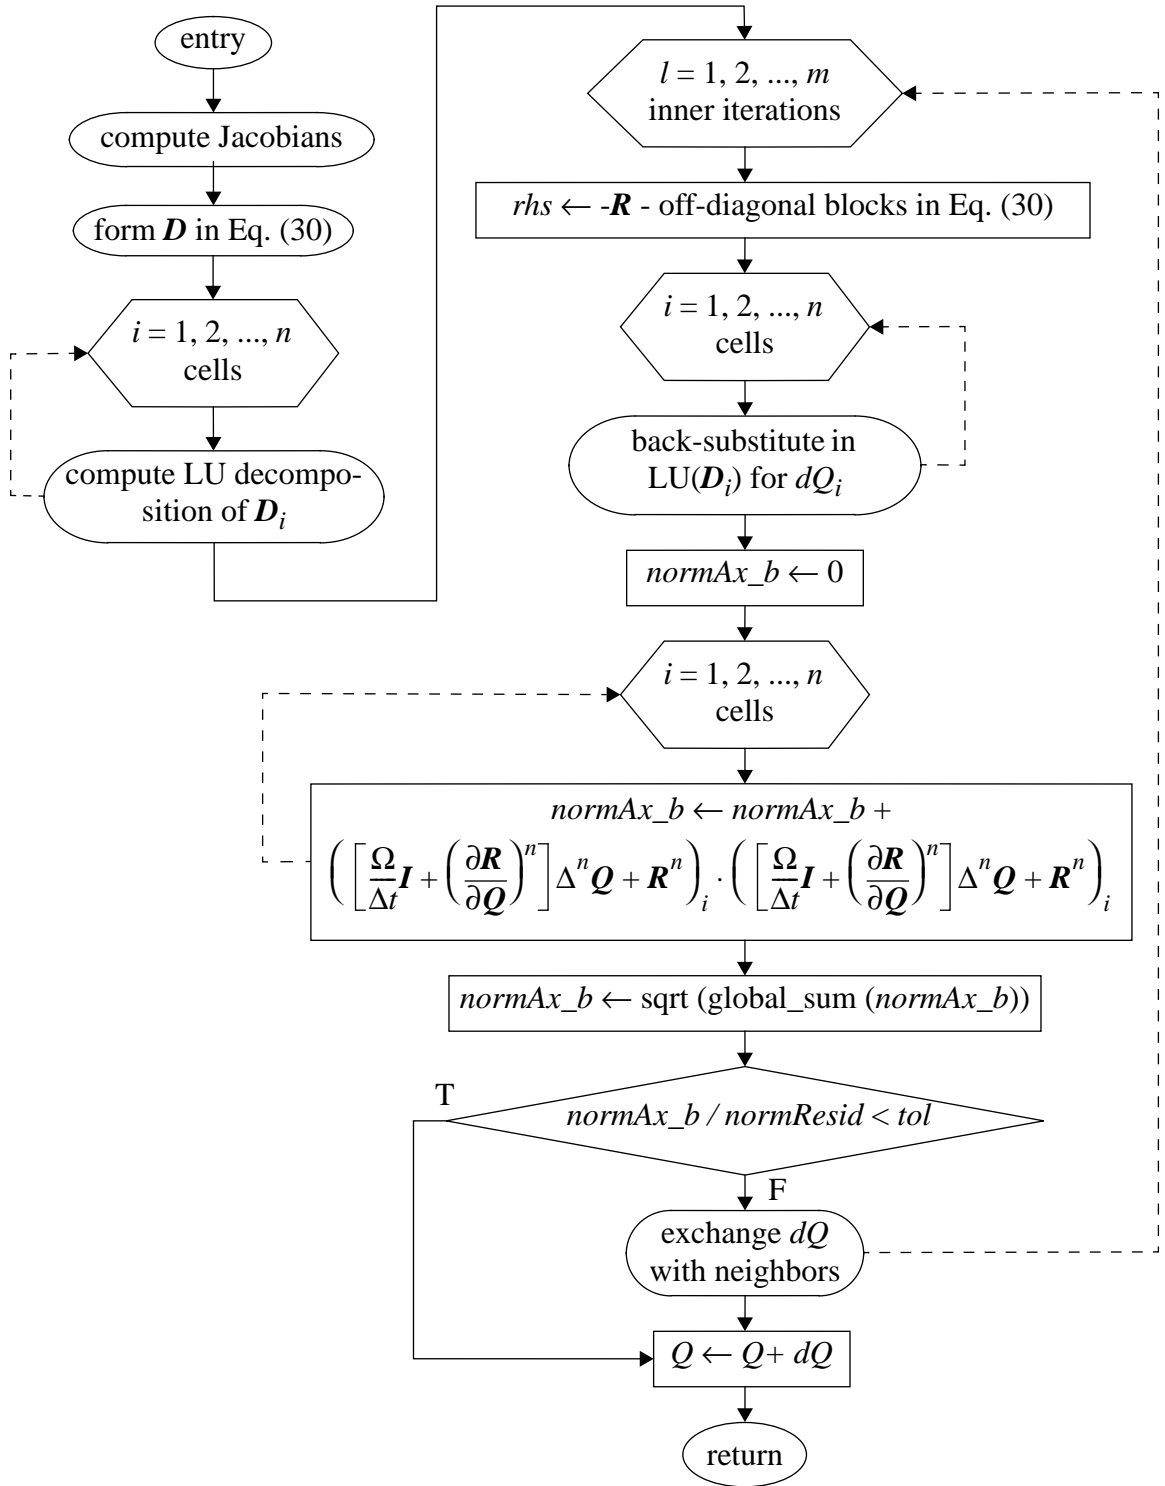 entry
compute Jacobians
form D in Eq. (30)
i = 1, 2, ..., n
cells
compute LU decompo-
sition of D_i
l = 1, 2, ..., m
inner iterations
rhs ← -R - off-diagonal blocks in Eq. (30)
i = 1, 2, ..., n
cells
back-substitute in
LU(D_i) for dQ_i
normAx_b ← 0
i = 1, 2, ..., n
cells
normAx_b ← normAx_b +
([Ω/Δt I + (∂R/∂Q)^n] Δ^n Q + R^n)_i · ([Ω/Δt I + (∂R/∂Q)^n] Δ^n Q + R^n)_i
normAx_b ← sqrt (global_sum (normAx_b))
T
normAx_b / normResid < tol
F
exchange dQ
with neighbors
Q ← Q + dQ
return